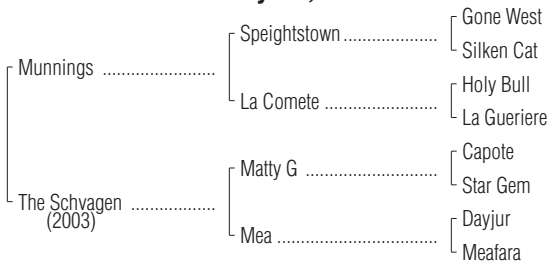 Gone West
Speightstown
Silken Cat
Munnings
Holy Bull
La Comete
La Gueriere
Capote
Matty G
Star Gem
The Schvagen
(2003)
Dayjur
Mea
Meafara